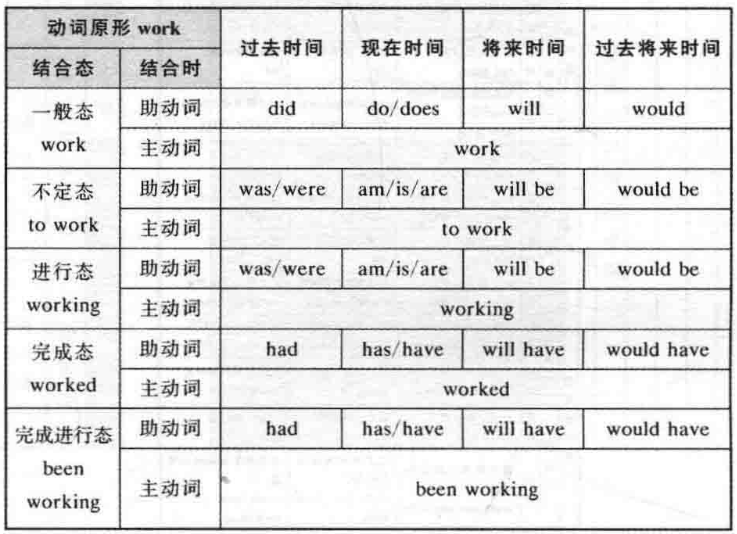 动词原形 work 过去时间 现在时间 将来时间 过去将来时间
结合态 结合时
一般态 助动词 did do/does will would
work 主动词 work
不定态 助动词 was/were am/is/are will be would be
to work 主动词 to work
进行态 助动词 was/were am/is/are will be would be
working 主动词 working
完成态 助动词 had has/have will have would have
worked 主动词 worked
完成进行态 助动词 had has/have will have would have
been
working 主动词 been working